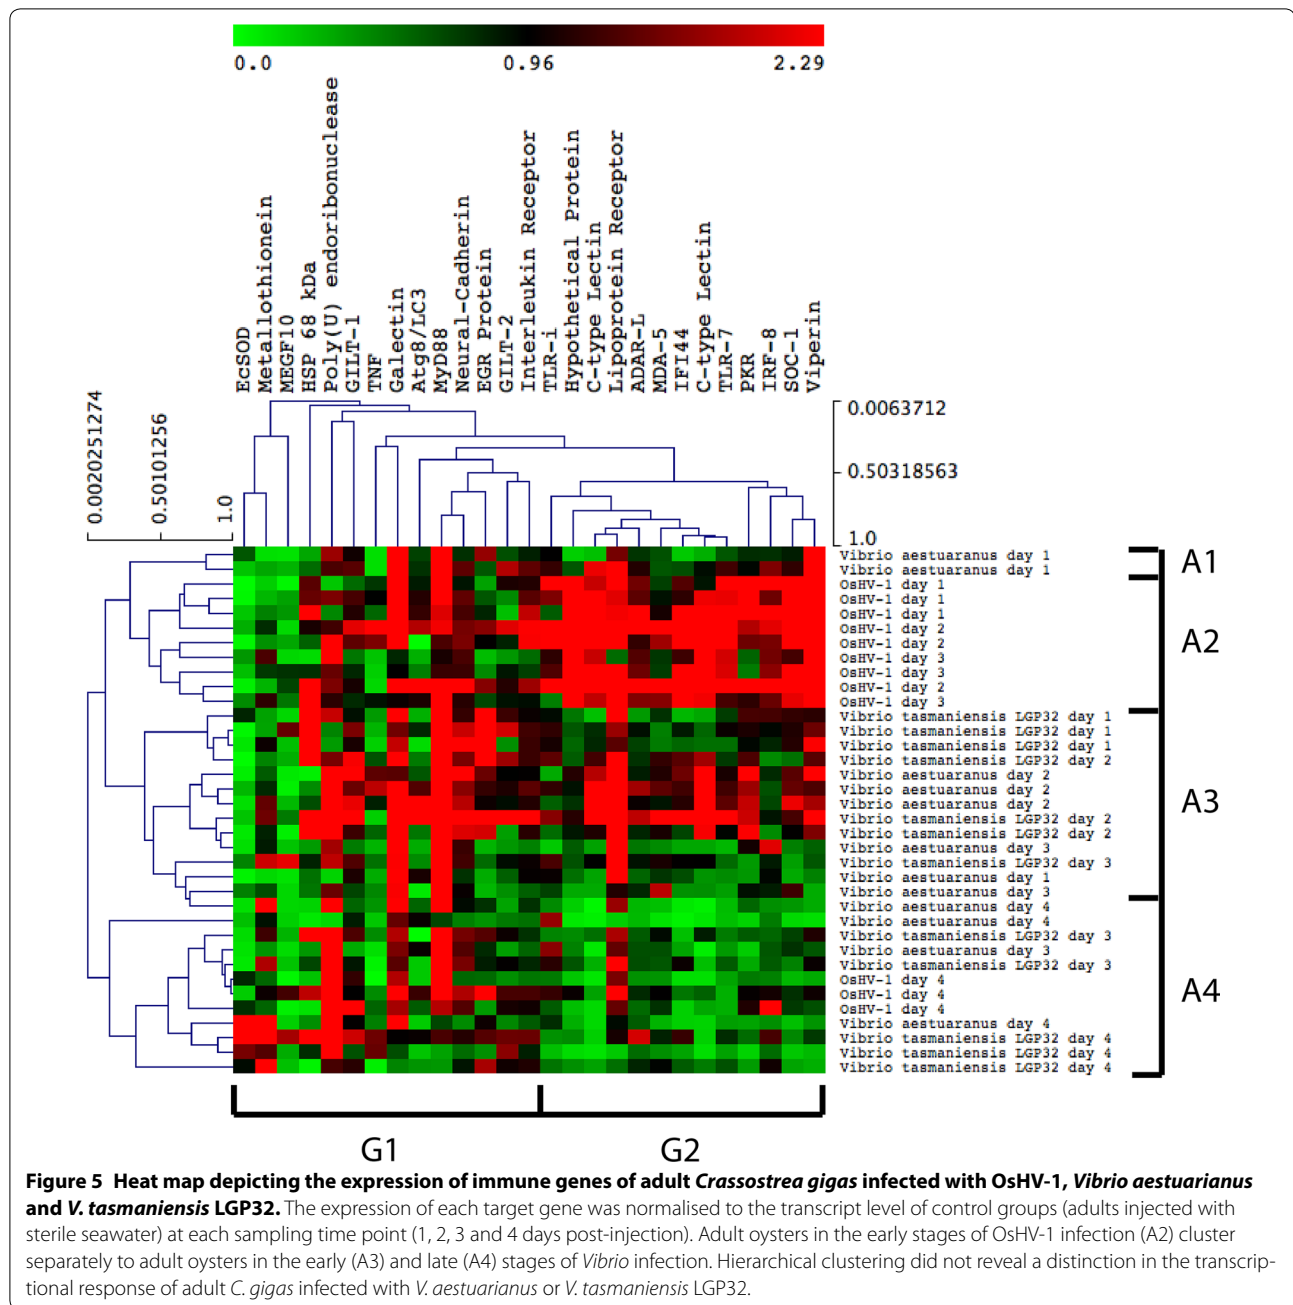 0.0 0.96 2.29
EcSOD
Metallothionein
MEGF10
HSP 68 kDa
Poly(U) endoribonuclease
GILT-1
TNF
Galectin
Atg8/LC3
MyD88
Neural-Cadherin
EGR Protein
GILT-2
Interleukin Receptor
TLR-i
Hypothetical Protein
C-type Lectin
Lipoprotein Receptor
ADAR-L
MDA-5
IFI44
C-type Lectin
TLR-7
PKR
IRF-8
SOC-1
Viperin
0.0020251274
0.50101256
1.0
0.0063712
0.50318563
1.0
Vibrio aestuaranus day 1
Vibrio aestuaranus day 1
OsHV-1 day 1
OsHV-1 day 1
OsHV-1 day 1
OsHV-1 day 2
OsHV-1 day 2
OsHV-1 day 3
OsHV-1 day 3
OsHV-1 day 2
OsHV-1 day 3
Vibrio tasmaniensis LGP32 day 1
Vibrio tasmaniensis LGP32 day 1
Vibrio tasmaniensis LGP32 day 1
Vibrio tasmaniensis LGP32 day 2
Vibrio aestuaranus day 2
Vibrio aestuaranus day 2
Vibrio aestuaranus day 2
Vibrio tasmaniensis LGP32 day 2
Vibrio tasmaniensis LGP32 day 2
Vibrio aestuaranus day 3
Vibrio tasmaniensis LGP32 day 3
Vibrio aestuaranus day 1
Vibrio aestuaranus day 3
Vibrio aestuaranus day 4
Vibrio aestuaranus day 4
Vibrio tasmaniensis LGP32 day 3
Vibrio aestuaranus day 3
Vibrio tasmaniensis LGP32 day 3
OsHV-1 day 4
OsHV-1 day 4
OsHV-1 day 4
Vibrio aestuaranus day 4
Vibrio tasmaniensis LGP32 day 4
Vibrio tasmaniensis LGP32 day 4
Vibrio tasmaniensis LGP32 day 4
A1
A2
A3
A4
G1 G2
Figure 5 Heat map depicting the expression of immune genes of adult Crassostrea gigas infected with OsHV-1, Vibrio aestuarianus
and V. tasmaniensis LGP32. The expression of each target gene was normalised to the transcript level of control groups (adults injected with
sterile seawater) at each sampling time point (1, 2, 3 and 4 days post-injection). Adult oysters in the early stages of OsHV-1 infection (A2) cluster
separately to adult oysters in the early (A3) and late (A4) stages of Vibrio infection. Hierarchical clustering did not reveal a distinction in the transcrip-
tional response of adult C. gigas infected with V. aestuarianus or V. tasmaniensis LGP32.